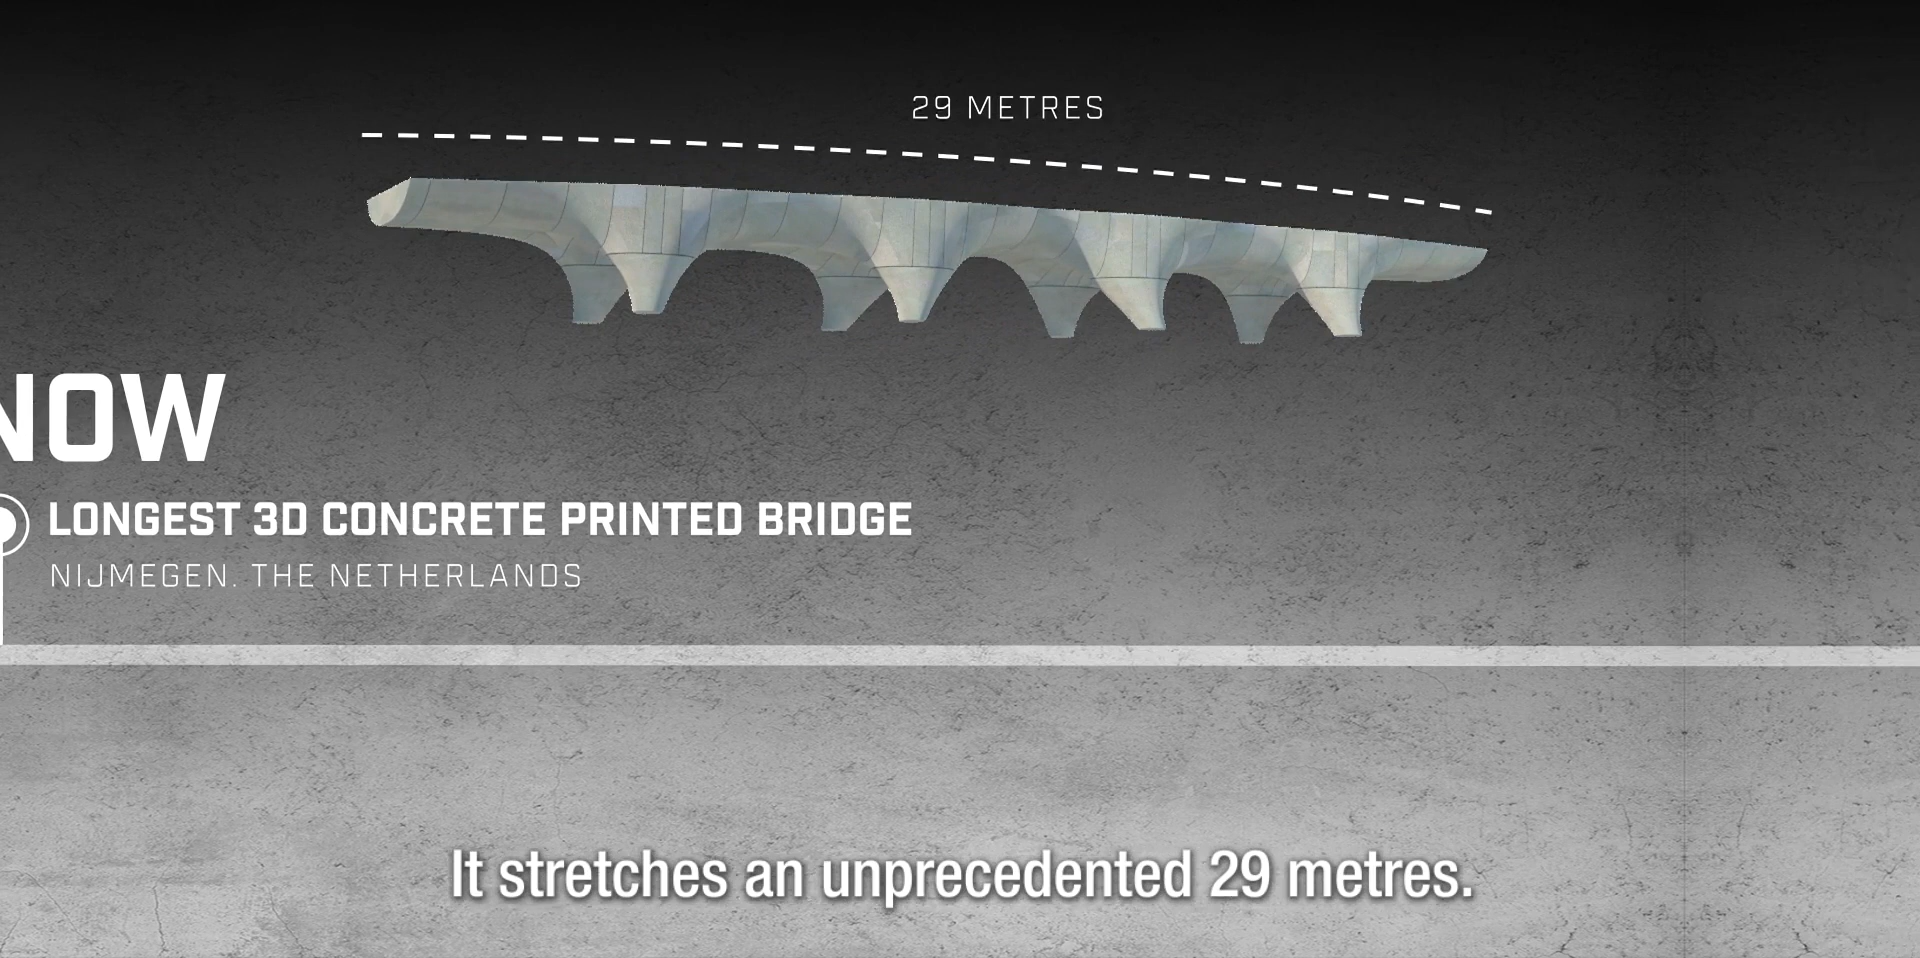 29 METRES
NOW
LONGEST 3D CONCRETE PRINTED BRIDGE
NIJMEGEN. THE NETHERLANDS
It stretches an unprecedented 29 metres.